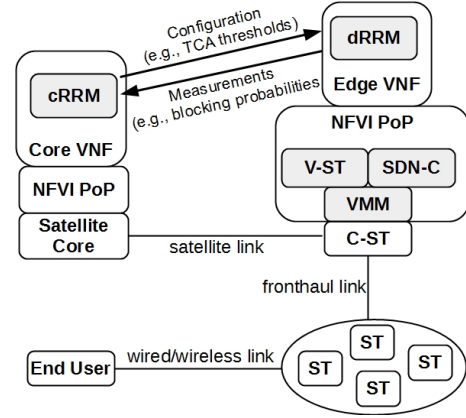 Configuration
(e.g., TCA thresholds)
dRRM
Edge VNF
cRRM
Core VNF
Measurements
(e.g., blocking probabilities
NFVI PoP
V-ST
SDN-C
VMM
C-ST
NFVI PoP
Satellite
Core
satellite link
fronthaul link
End User
wired/wireless link
ST
ST
ST
ST